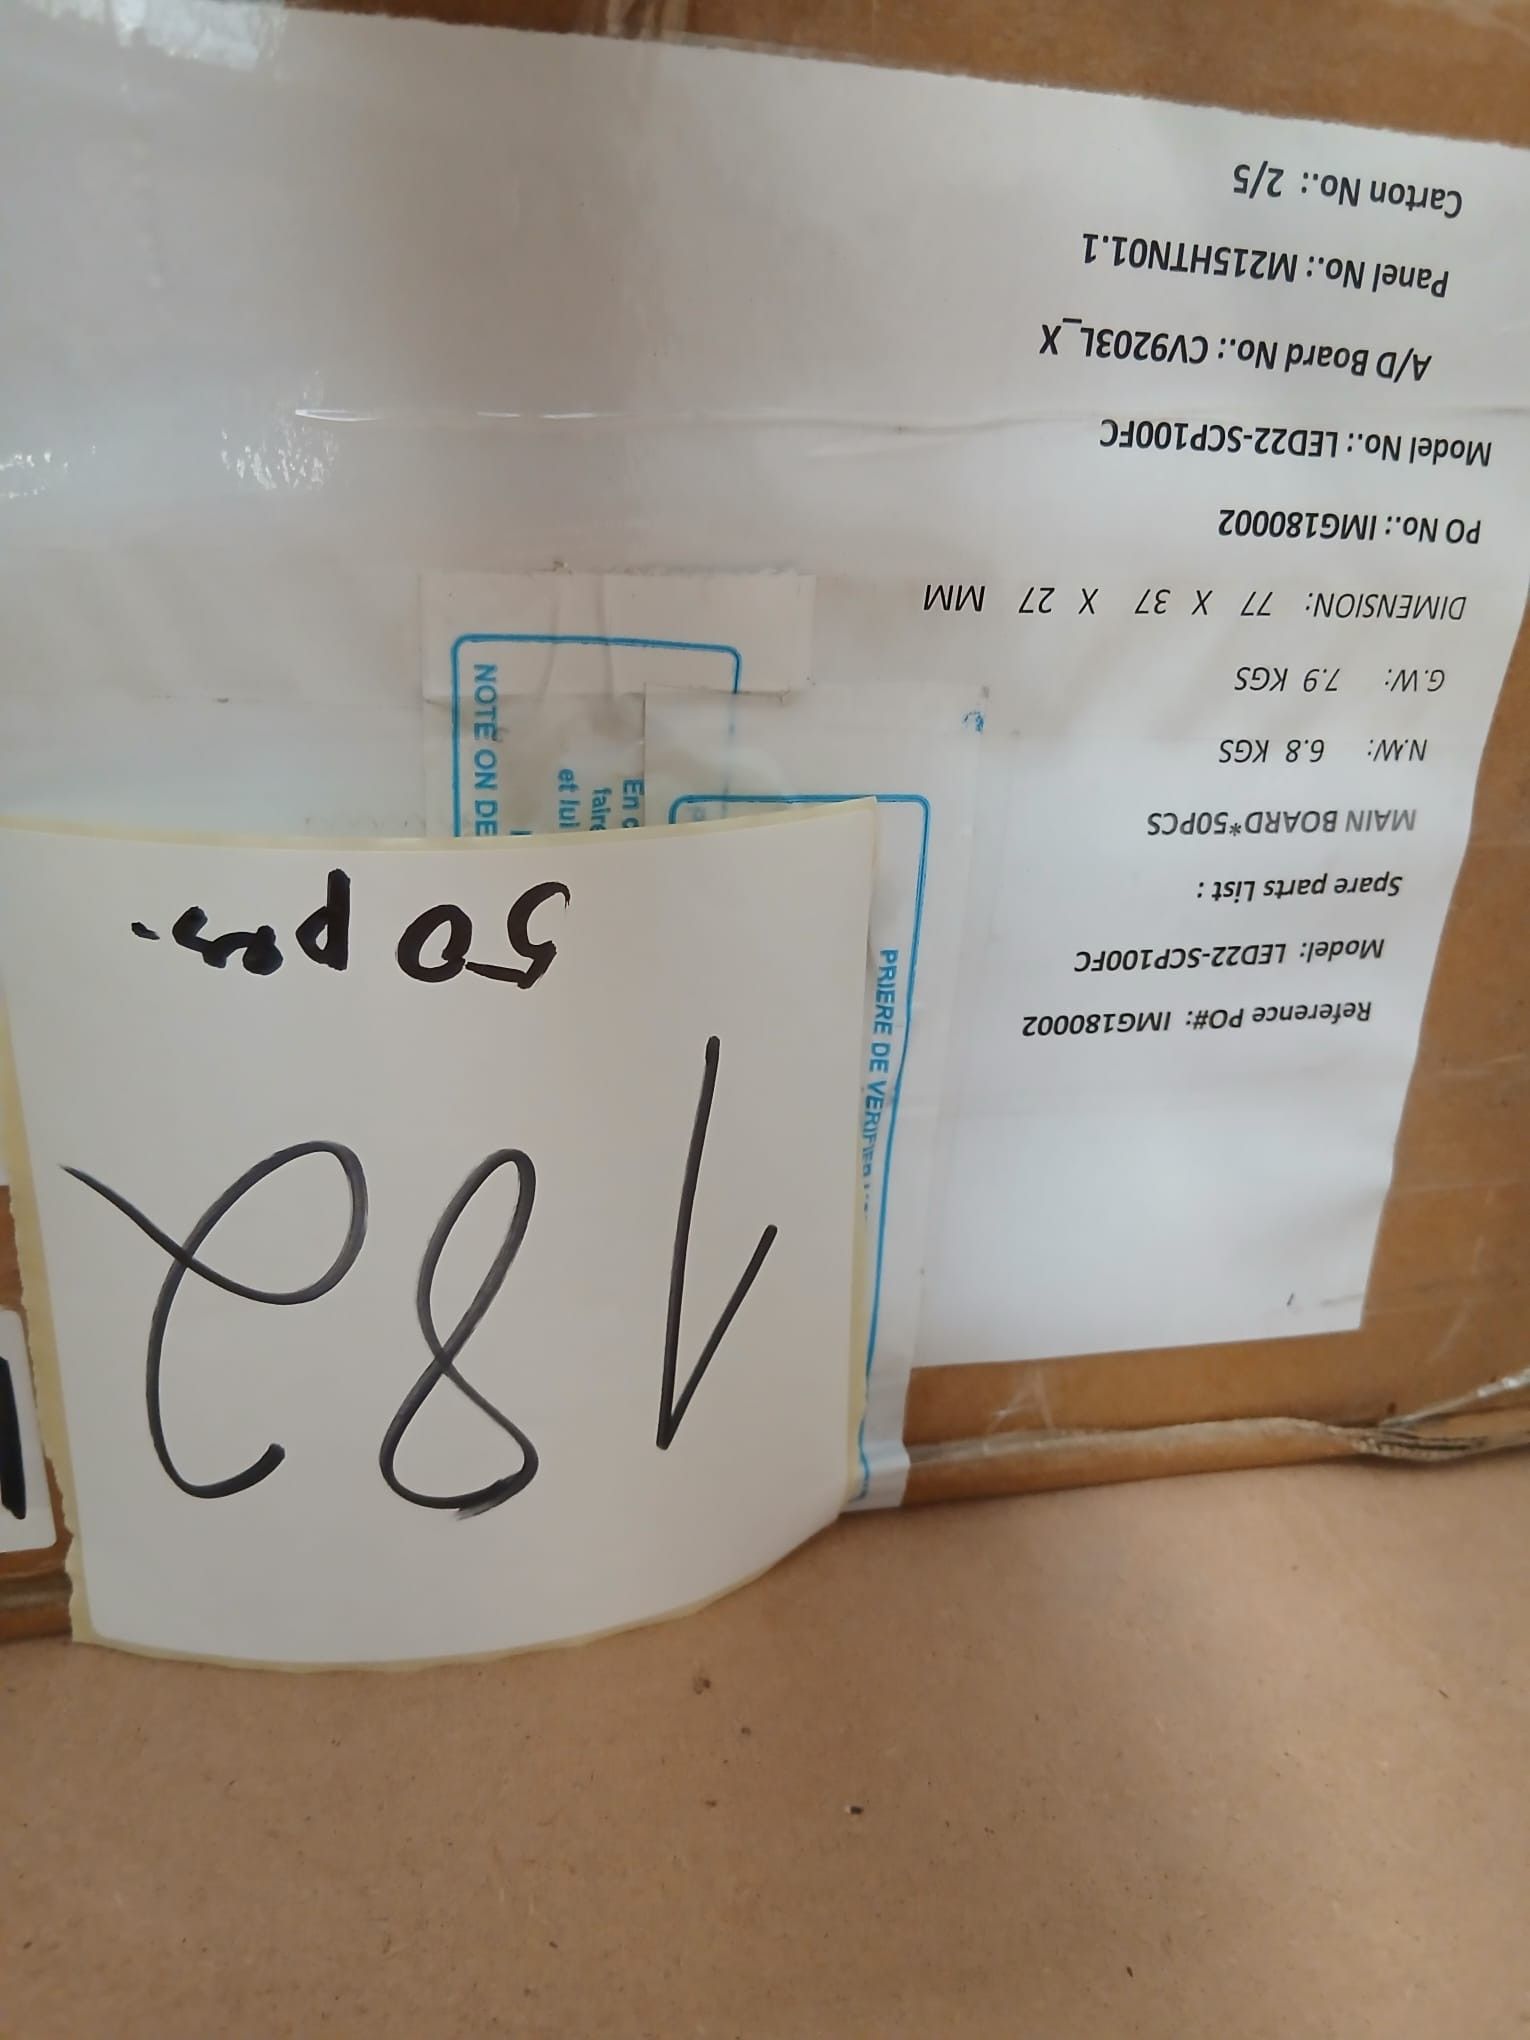 Reference PO#: IMG180002
Model: LED22-SCP100FC
Spare parts List :
MAIN BOARD*50PCS
N.W: 6.8 KGS
G.W: 7.9 KGS
DIMENSION: 77 X 37 X 27 MM
PO No.: IMG180002
Model No.: LED22-SCP100FC
A/D Board No.: CV9203L_X
Panel No.: M215HTN01.1
Carton No.: 2/5
182
50 pcs.
PRIERE DE VERIFIER
NOTE ON DE
En
faire
et lui